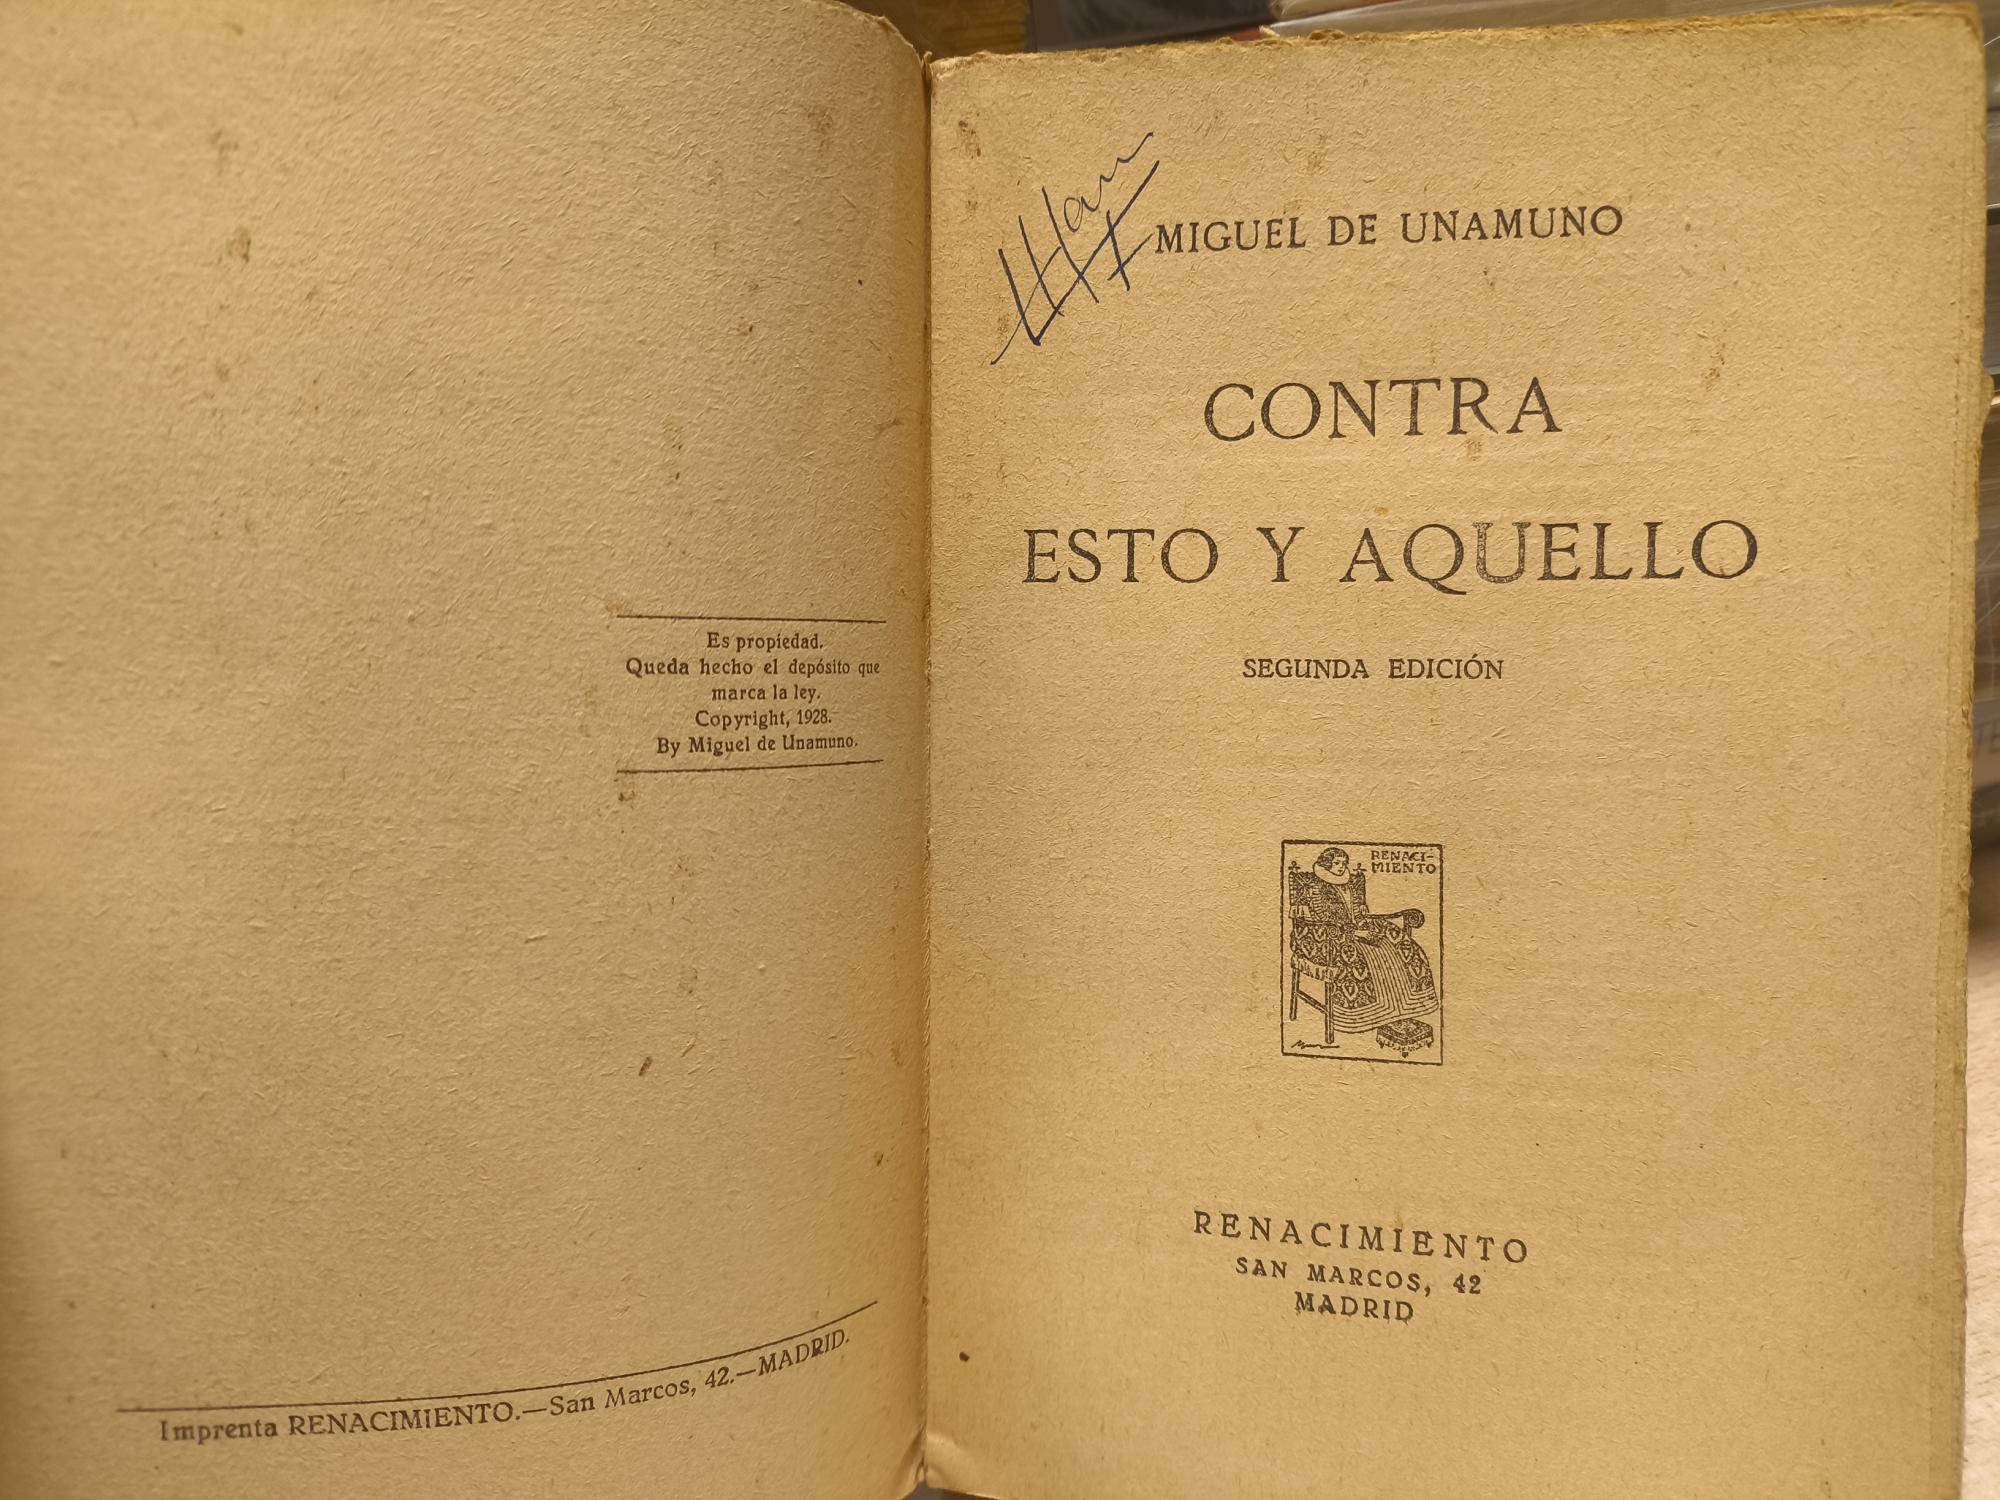 Es propiedad.
Queda hecho el depósito que
marca la ley.
Copyright, 1928.
By Miguel de Unamuno.
Imprenta RENACIMIENTO.—San Marcos, 42.—MADRID.
MIGUEL DE UNAMUNO
CONTRA
ESTO Y AQUELLO
SEGUNDA EDICIÓN
RENACI-
MIENTO
RENACIMIENTO
SAN MARCOS, 42
MADRID